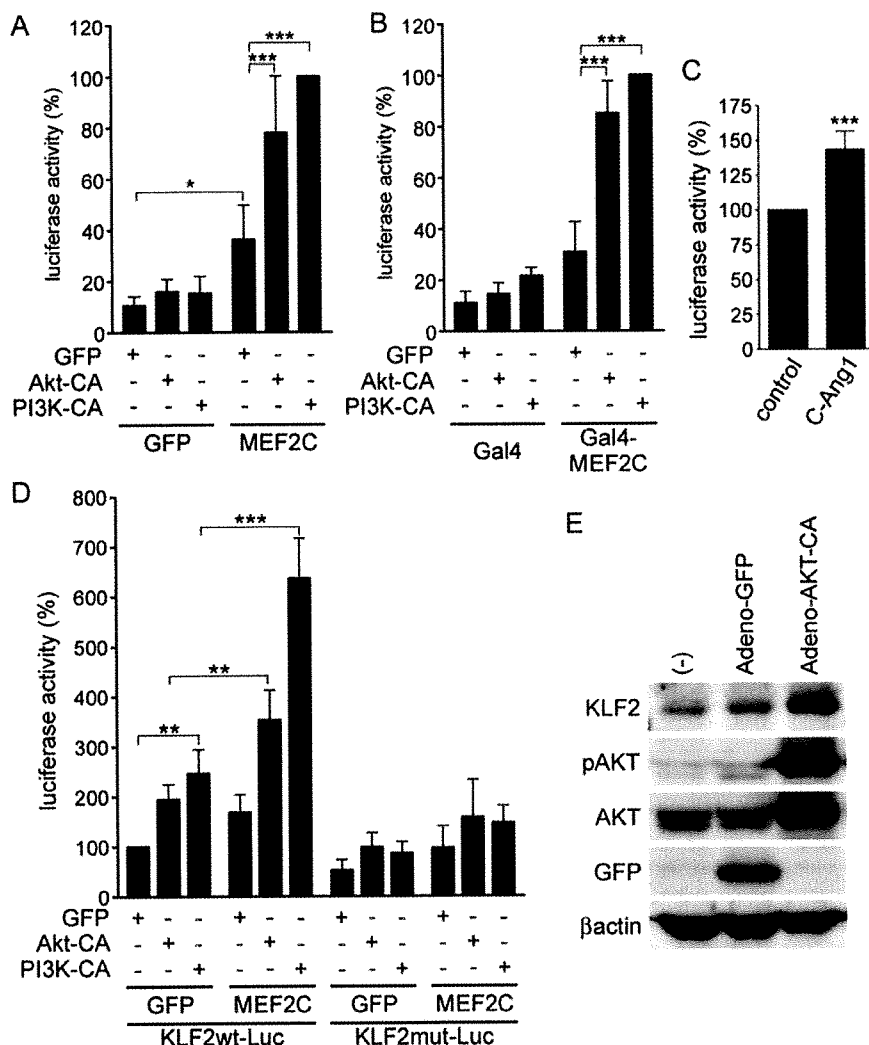 A
luciferase activity (%)
120
100
80
60
40
20
0
*
***
***
GFP + - - + - -
Akt-CA - + - - + -
PI3K-CA - - + - - +
GFP MEF2C
B
luciferase activity (%)
120
100
80
60
40
20
0
***
***
GFP + - - + - -
Akt-CA - + - - + -
PI3K-CA - - + - - +
Gal4 Gal4-
MEF2C
C
luciferase activity (%)
175
150
125
100
75
50
25
0
***
control C-Ang1
D
luciferase activity (%)
800
700
600
500
400
300
200
100
0
***
**
**
GFP + - - + - - + - - + - -
Akt-CA - + - - + - - + - - + -
PI3K-CA - - + - - + - - + - - +
GFP MEF2C GFP MEF2C
KLF2wt-Luc KLF2mut-Luc
E
(-) Adeno-GFP Adeno-AKT-CA
KLF2
pAKT
AKT
GFP
βactin